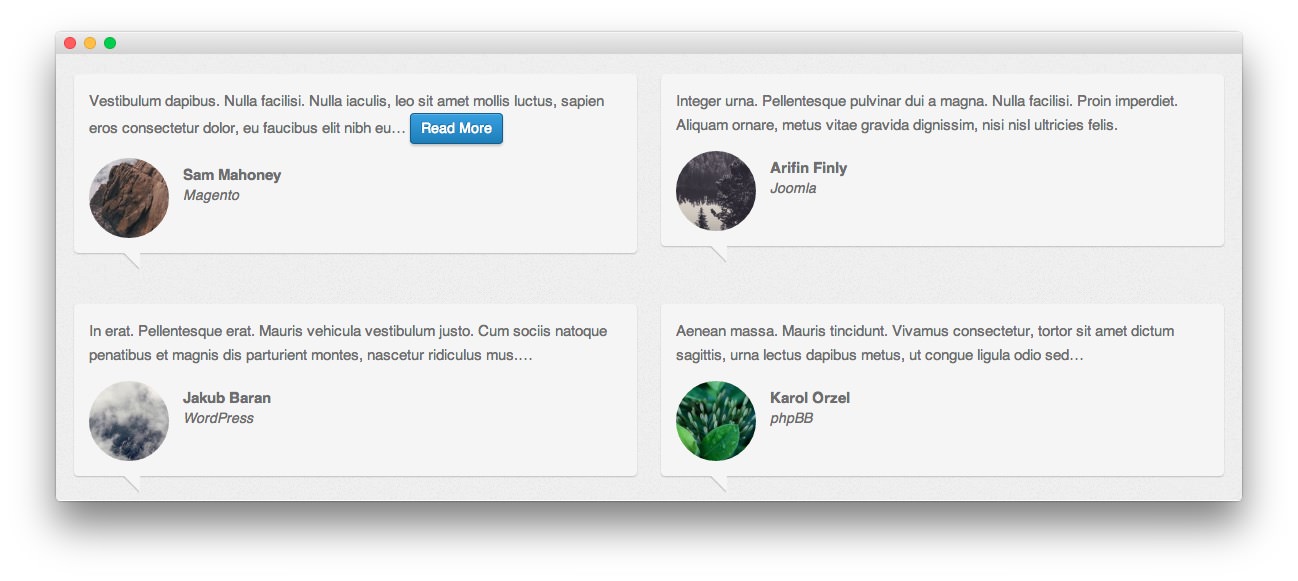 Vestibulum dapibus. Nulla facilisi. Nulla iaculis, leo sit amet mollis luctus, sapien
eros consectetur dolor, eu faucibus elit nibh eu… Read More
Sam Mahoney
Magento
Integer urna. Pellentesque pulvinar dui a magna. Nulla facilisi. Proin imperdiet.
Aliquam ornare, metus vitae gravida dignissim, nisi nisl ultricies felis.
Arifin Finly
Joomla
In erat. Pellentesque erat. Mauris vehicula vestibulum justo. Cum sociis natoque
penatibus et magnis dis parturient montes, nascetur ridiculus mus.…
Jakub Baran
WordPress
Aenean massa. Mauris tincidunt. Vivamus consectetur, tortor sit amet dictum
sagittis, urna lectus dapibus metus, ut congue ligula odio sed…
Karol Orzel
phpBB